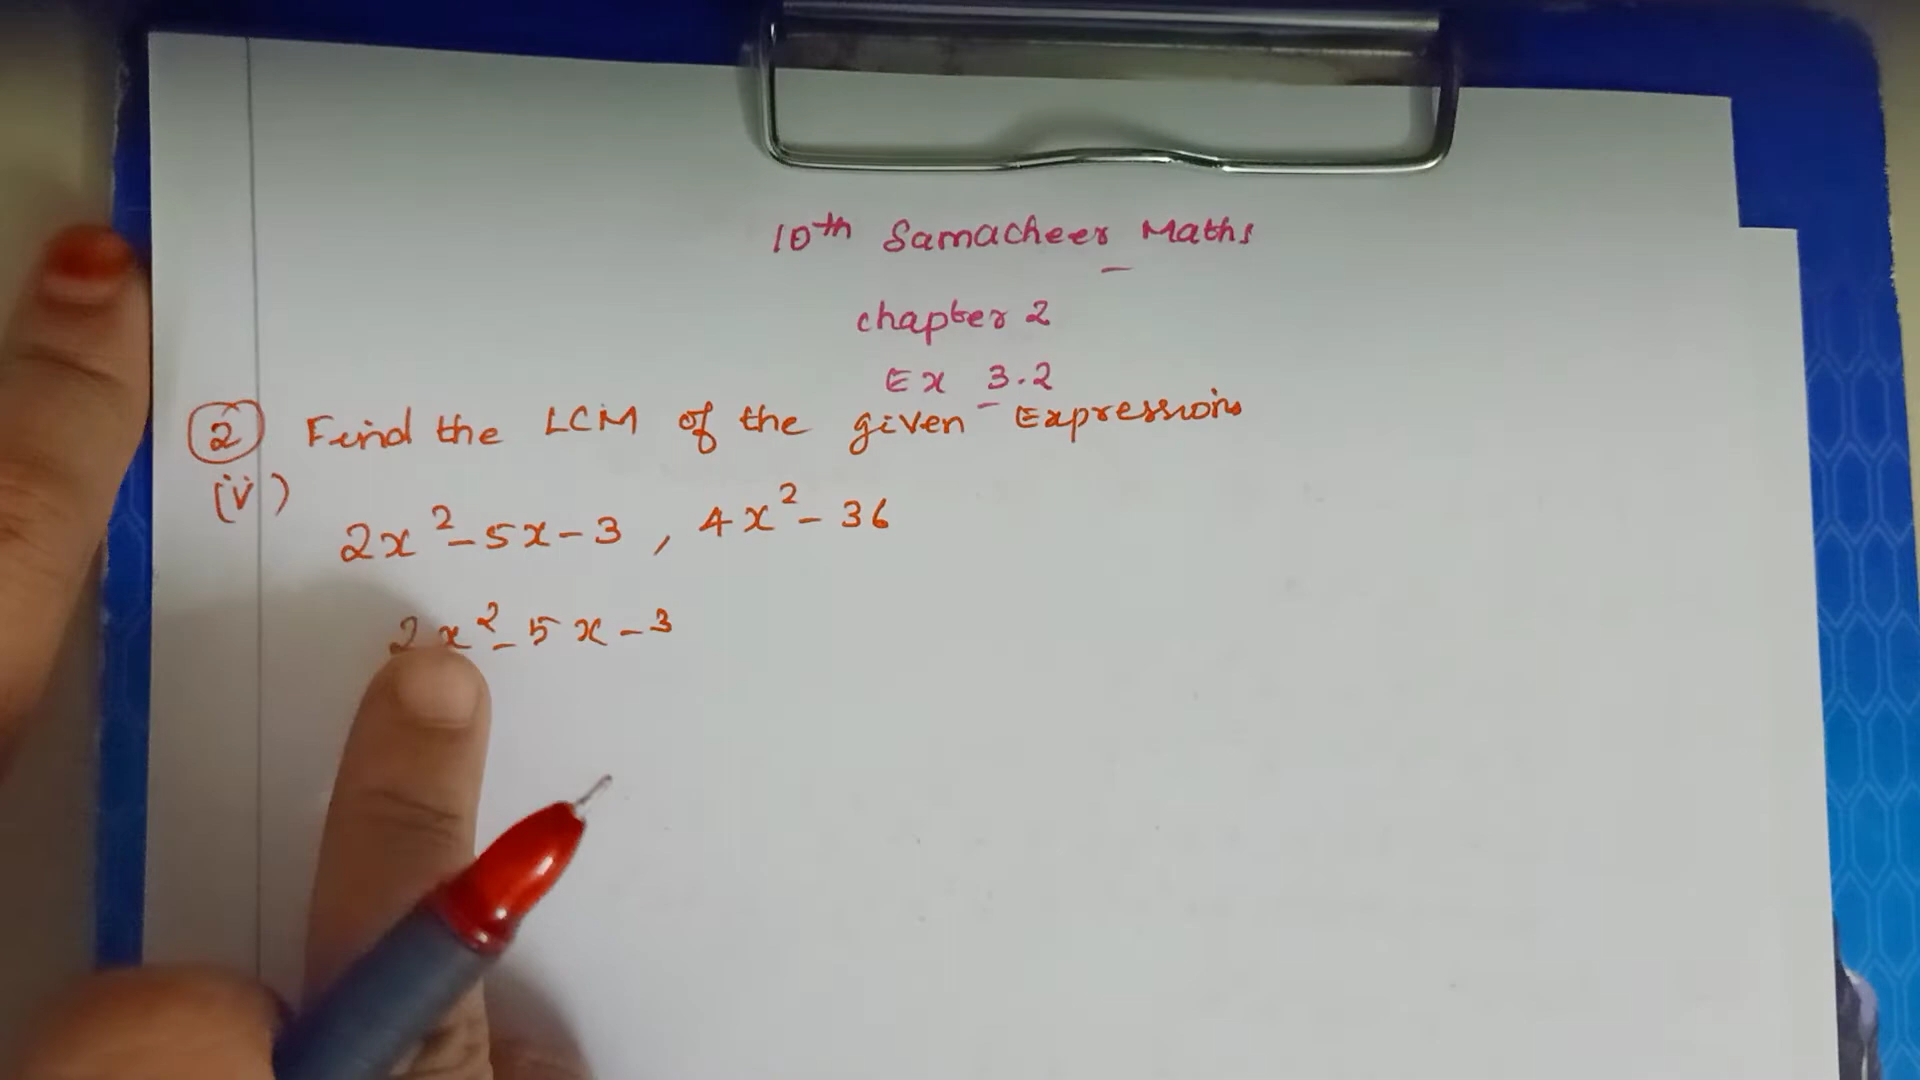 10th Samacheer Maths
chapter 2
Ex 3.2
2 Find the LCM of the given Expressions
(v)
2x² - 5x - 3 , 4x² - 36
2x² - 5x - 3